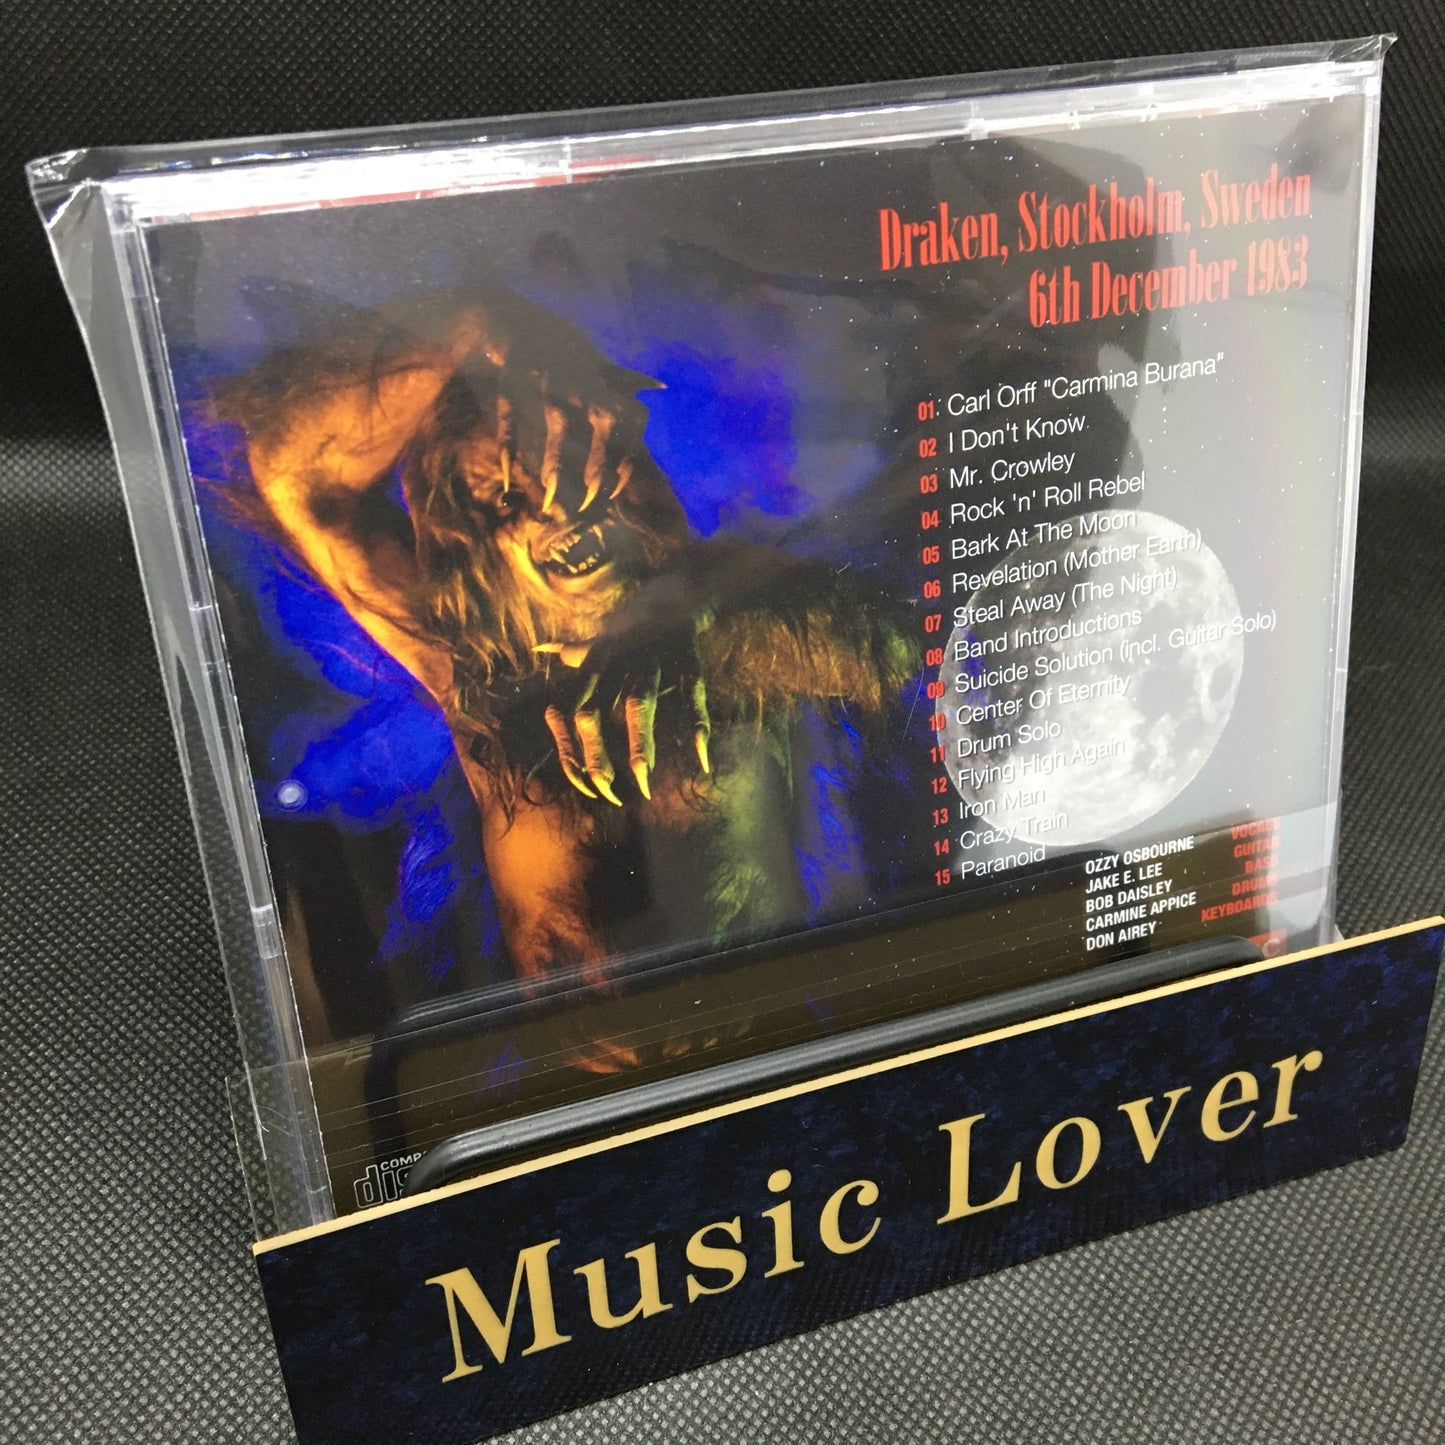 Draken, Stockholm, Sweden
6th December 1983
01. Carl Orff "Carmina Burana"
02 I Don't Know
03 Mr. Crowley
04 Rock 'n' Roll Rebel
05 Bark At The Moon
06 Revelation (Mother Earth)
07 Steal Away (The Night)
08 Band Introductions
09 Suicide Solution (incl. Guitar Solo)
10 Center Of Eternity
11 Drum Solo
12 Flying High Again
13 Iron Man
14 Crazy Train
15 Paranoid
OZZY OSBOURNE VOCALS
JAKE E. LEE GUITAR
BOB DAISLEY BASS
CARMINE APPICE DRUMS
DON AIREY KEYBOARDS
C
Music Lover